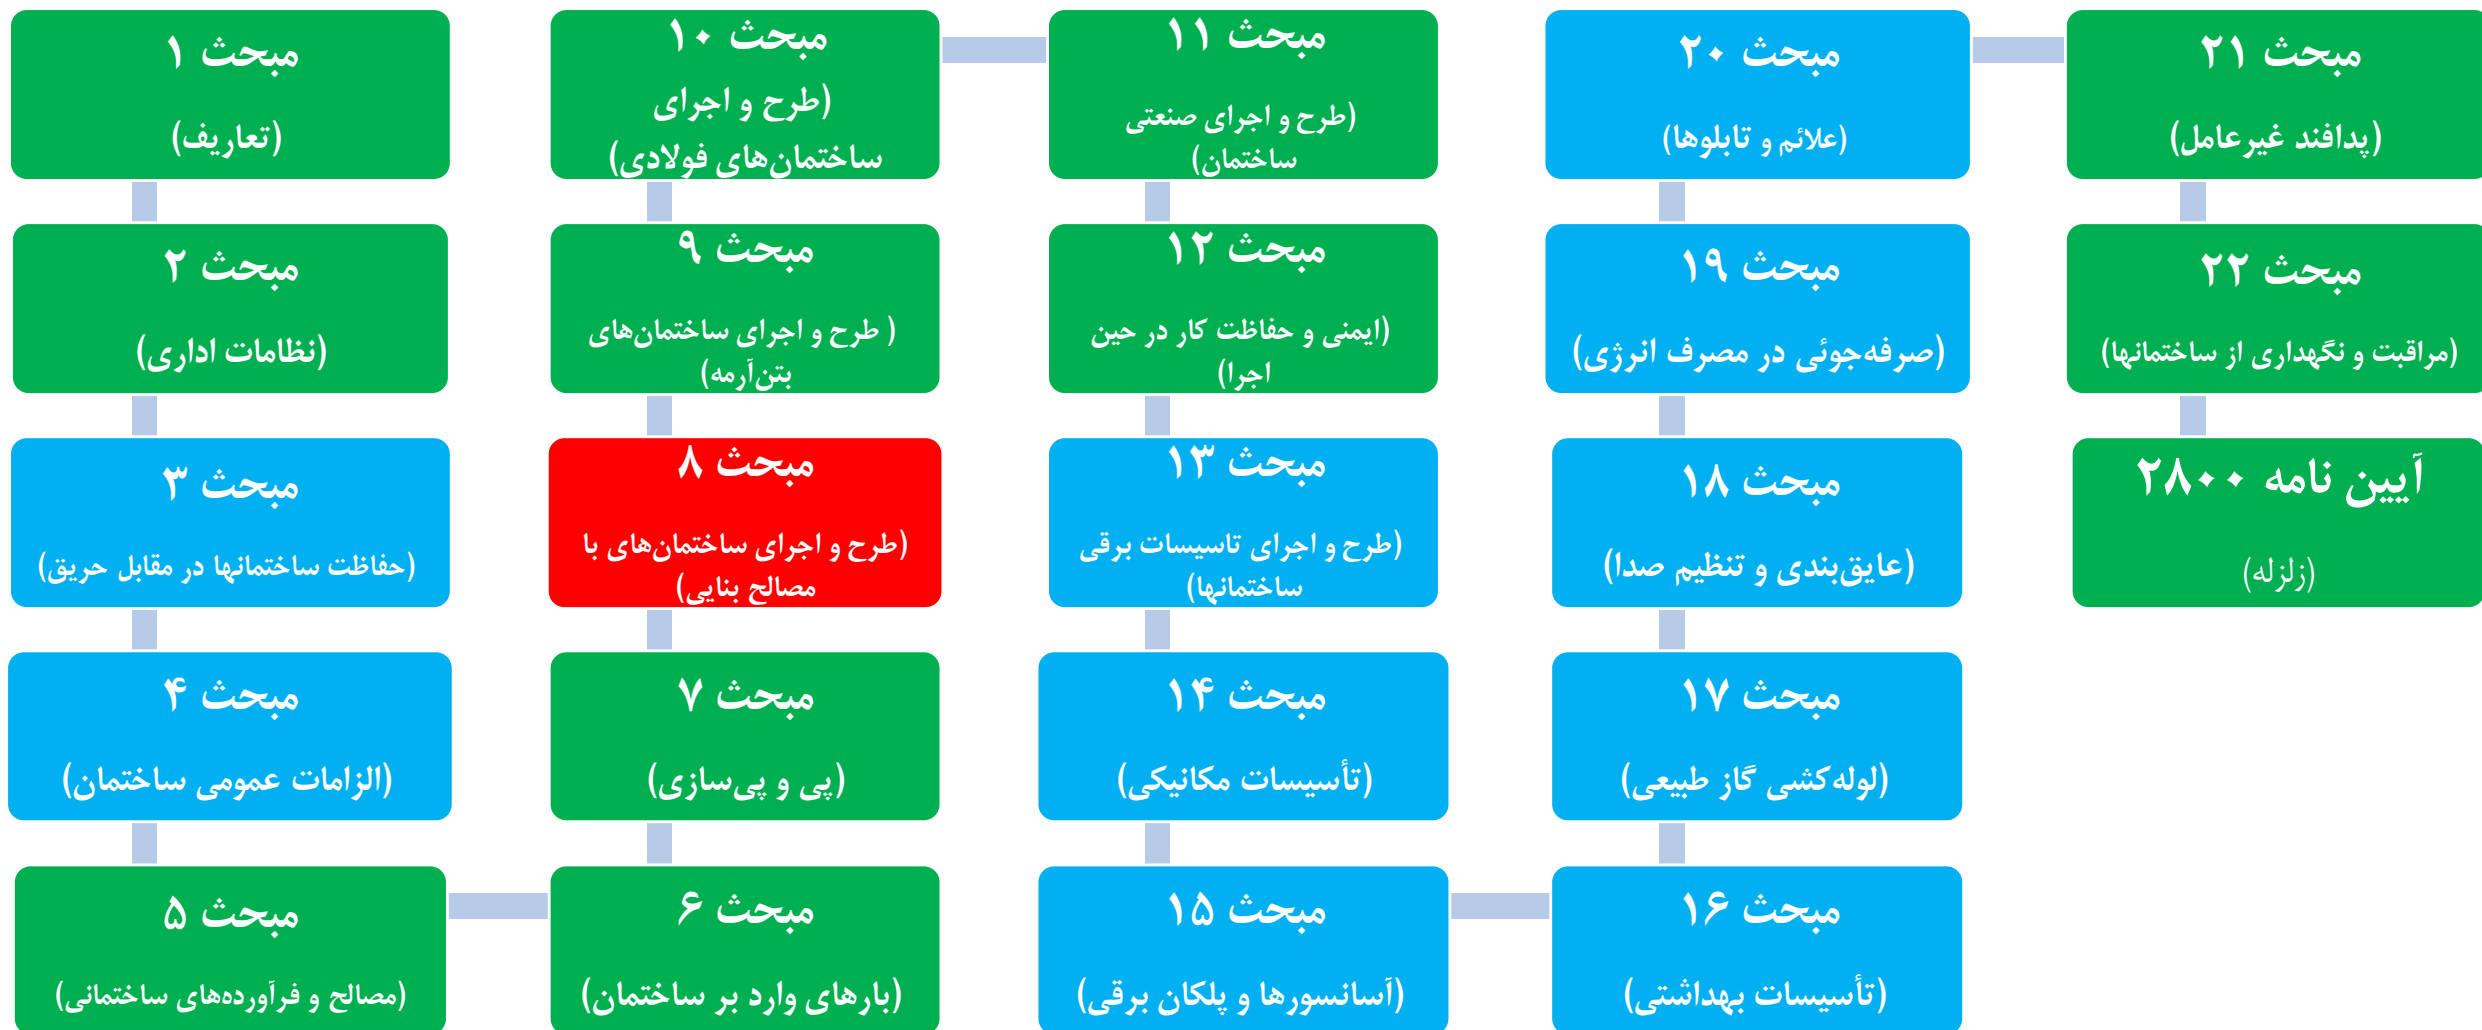 مبحث ۱
(تعاریف)
مبحث ۲
(نظامات اداری)
مبحث ۳
(حفاظت ساختمانها در مقابل حریق)
مبحث ۴
(الزامات عمومی ساختمان)
مبحث ۵
(مصالح و فرآورده‌های ساختمانی)
مبحث ۶
(بارهای وارد بر ساختمان)
مبحث ۷
(پی و پی‌سازی)
مبحث ۸
(طرح و اجرای ساختمان‌های با
مصالح بنایی)
مبحث ۹
( طرح و اجرای ساختمان‌های
بتن‌آرمه)
مبحث ۱۰
(طرح و اجرای
ساختمان‌های فولادی)
مبحث ۱۱
(طرح و اجرای صنعتی
ساختمان)
مبحث ۱۲
(ایمنی و حفاظت کار در حین
اجرا)
مبحث ۱۳
(طرح و اجرای تاسیسات برقی
ساختمانها)
مبحث ۱۴
(تأسیسات مکانیکی)
مبحث ۱۵
(آسانسورها و پلکان برقی)
مبحث ۱۶
(تأسیسات بهداشتی)
مبحث ۱۷
(لوله‌کشی گاز طبیعی)
مبحث ۱۸
(عایق‌بندی و تنظیم صدا)
مبحث ۱۹
(صرفه‌جوئی در مصرف انرژی)
مبحث ۲۰
(علائم و تابلوها)
مبحث ۲۱
(پدافند غیرعامل)
مبحث ۲۲
(مراقبت و نگهداری از ساختمانها)
آیین نامه ۲۸۰۰
(زلزله)